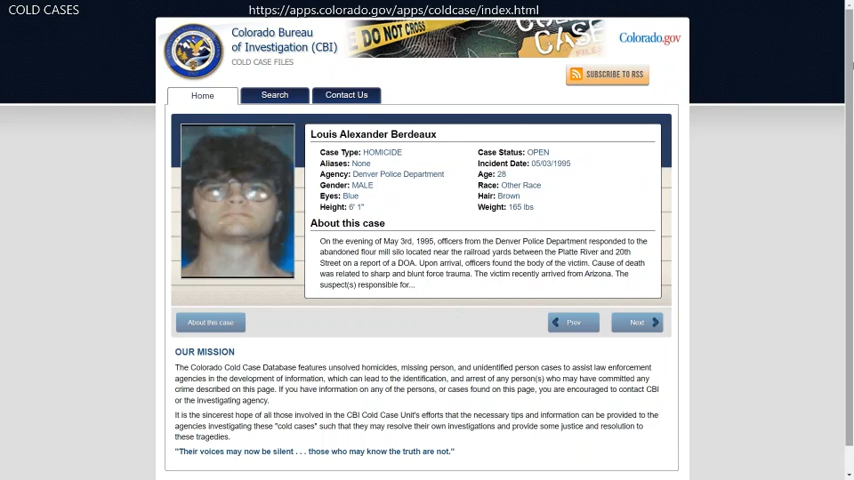 COLD CASES
https://apps.colorado.gov/apps/coldcase/index.html
Colorado Bureau
of Investigation (CBI)
COLD CASE FILES
DO NOT CROSS
CASE
FILES
Colorado.gov
SUBSCRIBE TO RSS
Home
Search
Contact Us
Louis Alexander Berdeaux
Case Type: HOMICIDE
Case Status: OPEN
Aliases: None
Incident Date: 05/03/1995
Agency: Denver Police Department
Age: 28
Gender: MALE
Race: Other Race
Eyes: Blue
Hair: Brown
Height: 6' 1"
Weight: 165 lbs
About this case
On the evening of May 3rd, 1995, officers from the Denver Police Department responded to the
abandoned flour mill silo located near the railroad yards between the Platte River and 20th
Street on a report of a DOA. Upon arrival, officers found the body of the victim. Cause of death
was related to sharp and blunt force trauma. The victim recently arrived from Arizona. The
suspect(s) responsible for...
About this case
Prev
Next
OUR MISSION
The Colorado Cold Case Database features unsolved homicides, missing person, and unidentified person cases to assist law enforcement
agencies in the development of information, which can lead to the identification, and arrest of any person(s) who may have committed any
crime described on this page. If you have information on any of the persons, or cases found on this page, you are encouraged to contact CBI
or the investigating agency.
It is the sincerest hope of all those involved in the CBI Cold Case Unit's efforts that the necessary tips and information can be provided to the
agencies investigating these "cold cases" such that they may resolve their own investigations and provide some justice and resolution to
these tragedies.
"Their voices may now be silent . . . those who may know the truth are not."